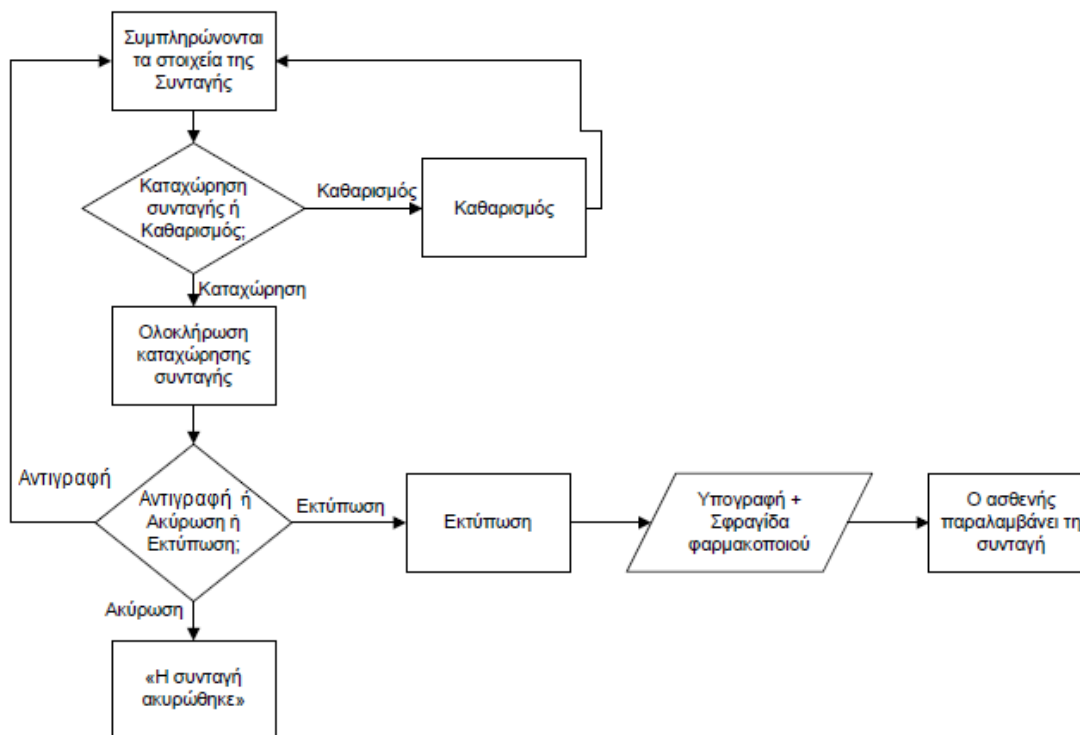 Συμπληρώνονται
τα στοιχεία της
Συνταγής
Καταχώρηση
συνταγής ή
Καθαρισμός;
Καθαρισμός
Καθαρισμός
Καταχώρηση
Ολοκλήρωση
καταχώρησης
συνταγής
Αντιγραφή
Αντιγραφή ή
Ακύρωση ή
Εκτύπωση;
Εκτύπωση
Εκτύπωση
Υπογραφή +
Σφραγίδα
φαρμακοποιού
Ο ασθενής
παραλαμβάνει τη
συνταγή
Ακύρωση
«Η συνταγή
ακυρώθηκε»